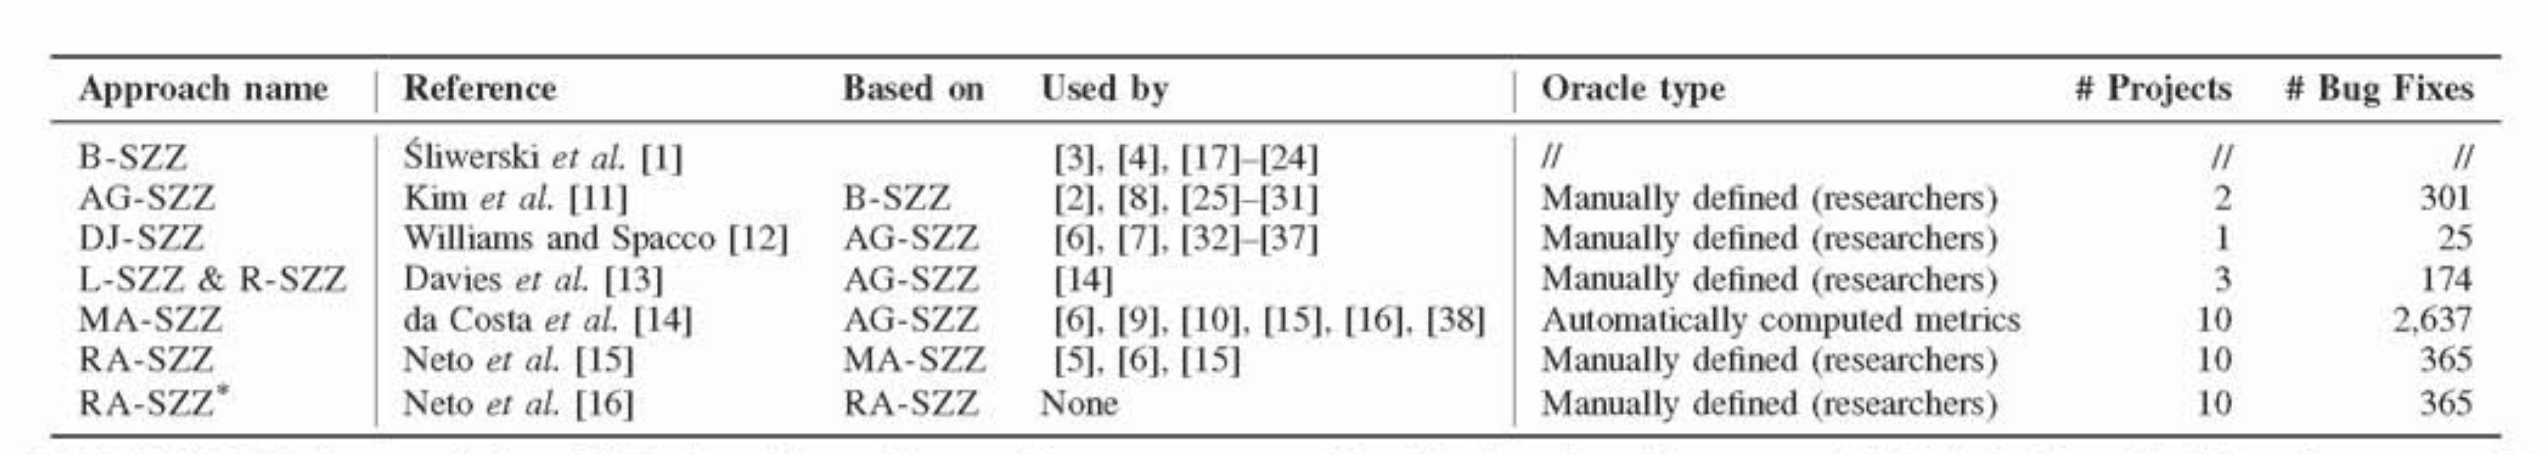 Approach name Reference Based on Used by Oracle type # Projects # Bug Fixes
B-SZZ Śliwerski et al. [1] [3], [4], [17]–[24] // // //
AG-SZZ Kim et al. [11] B-SZZ [2], [8], [25]–[31] Manually defined (researchers) 2 301
DJ-SZZ Williams and Spacco [12] AG-SZZ [6], [7], [32]–[37] Manually defined (researchers) 1 25
L-SZZ & R-SZZ Davies et al. [13] AG-SZZ [14] Manually defined (researchers) 3 174
MA-SZZ da Costa et al. [14] AG-SZZ [6], [9], [10], [15], [16], [38] Automatically computed metrics 10 2,637
RA-SZZ Neto et al. [15] MA-SZZ [5], [6], [15] Manually defined (researchers) 10 365
RA-SZZ* Neto et al. [16] RA-SZZ None Manually defined (researchers) 10 365